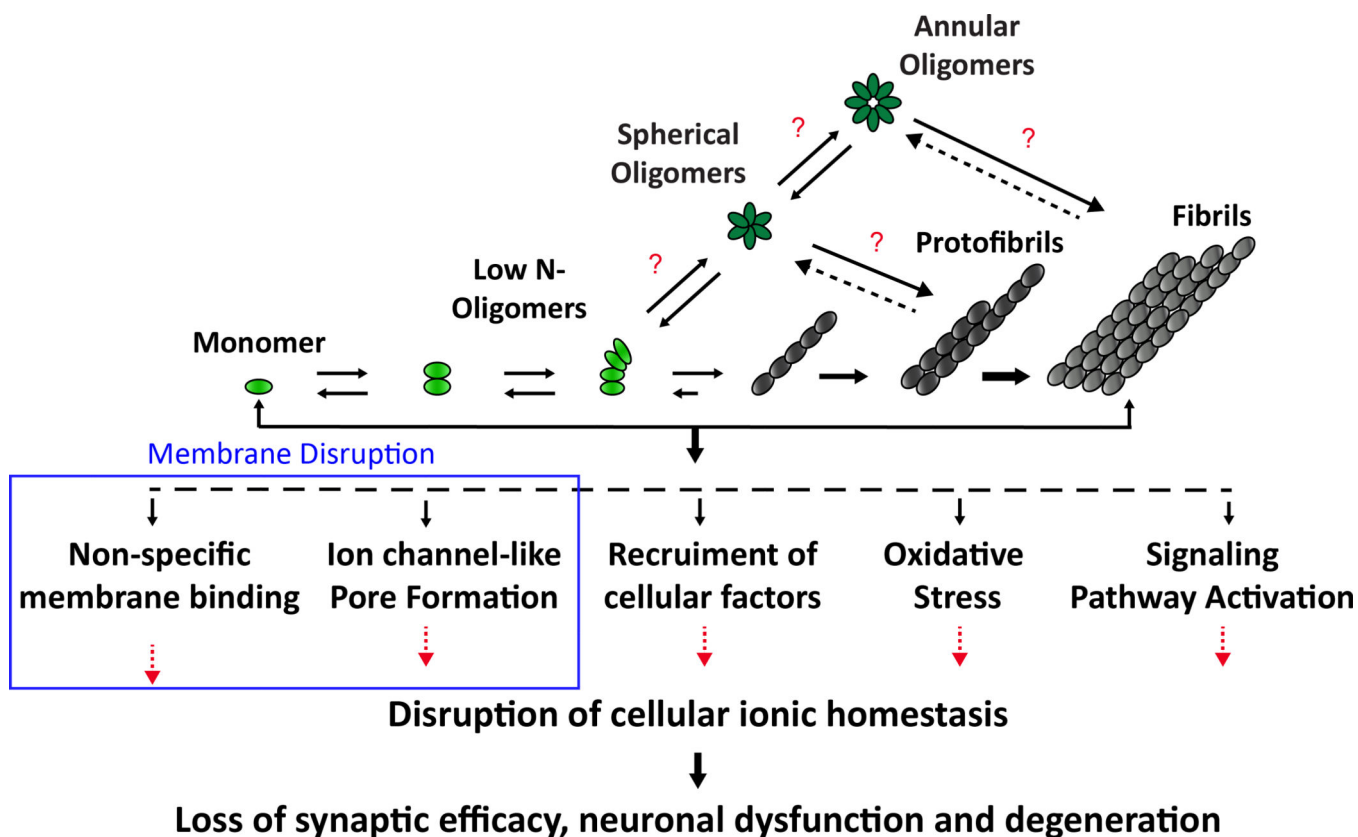 Annular
Oligomers
?
?
Spherical
Oligomers
?
?
Fibrils
Protofibrils
Low N-
Oligomers
Monomer
Membrane Disruption
Non-specific
membrane binding
Ion channel-like
Pore Formation
Recruiment of
cellular factors
Oxidative
Stress
Signaling
Pathway Activation
Disruption of cellular ionic homestasis
Loss of synaptic efficacy, neuronal dysfunction and degeneration